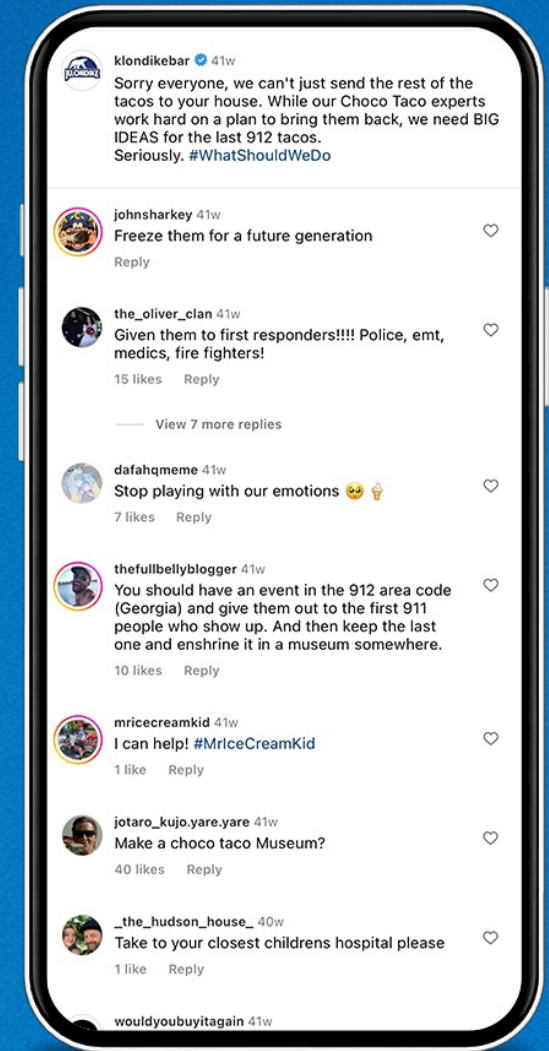 KLONDIKE
klondikebar 41w
Sorry everyone, we can't just send the rest of the
tacos to your house. While our Choco Taco experts
work hard on a plan to bring them back, we need BIG
IDEAS for the last 912 tacos.
Seriously. #WhatShouldWeDo
johnsharkey 41w
Freeze them for a future generation
Reply
the_oliver_clan 41w
Given them to first responders!!!! Police, emt,
medics, fire fighters!
15 likes Reply
View 7 more replies
dafahqmeme 41w
Stop playing with our emotions 🥺🍦
7 likes Reply
thefullbellyblogger 41w
You should have an event in the 912 area code
(Georgia) and give them out to the first 911
people who show up. And then keep the last
one and enshrine it in a museum somewhere.
10 likes Reply
mricecreamkid 41w
I can help! #MrIceCreamKid
1 like Reply
jotaro_kujo.yare.yare 41w
Make a choco taco Museum?
40 likes Reply
_the_hudson_house_ 40w
Take to your closest childrens hospital please
1 like Reply
wouldyoubuyitagain 41w